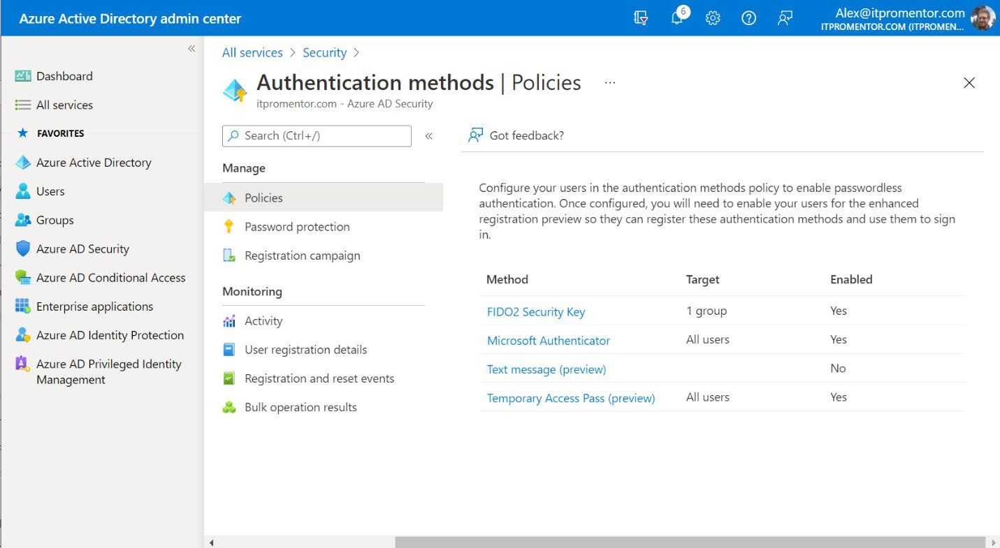 Azure Active Directory admin center
6
Alex@itpromentor.com
ITPROMENTOR.COM (ITPROMEN...
«
Dashboard
All services
FAVORITES
Azure Active Directory
Users
Groups
Azure AD Security
Azure AD Conditional Access
Enterprise applications
Azure AD Identity Protection
Azure AD Privileged Identity
Management
All services > Security >
Authentication methods | Policies ...
itpromentor.com - Azure AD Security
Search (Ctrl+/)
«
Manage
Policies
Password protection
Registration campaign
Monitoring
Activity
User registration details
Registration and reset events
Bulk operation results
Got feedback?
Configure your users in the authentication methods policy to enable passwordless
authentication. Once configured, you will need to enable your users for the enhanced
registration preview so they can register these authentication methods and use them to sign
in.
Method Target Enabled
FIDO2 Security Key 1 group Yes
Microsoft Authenticator All users Yes
Text message (preview) No
Temporary Access Pass (preview) All users Yes